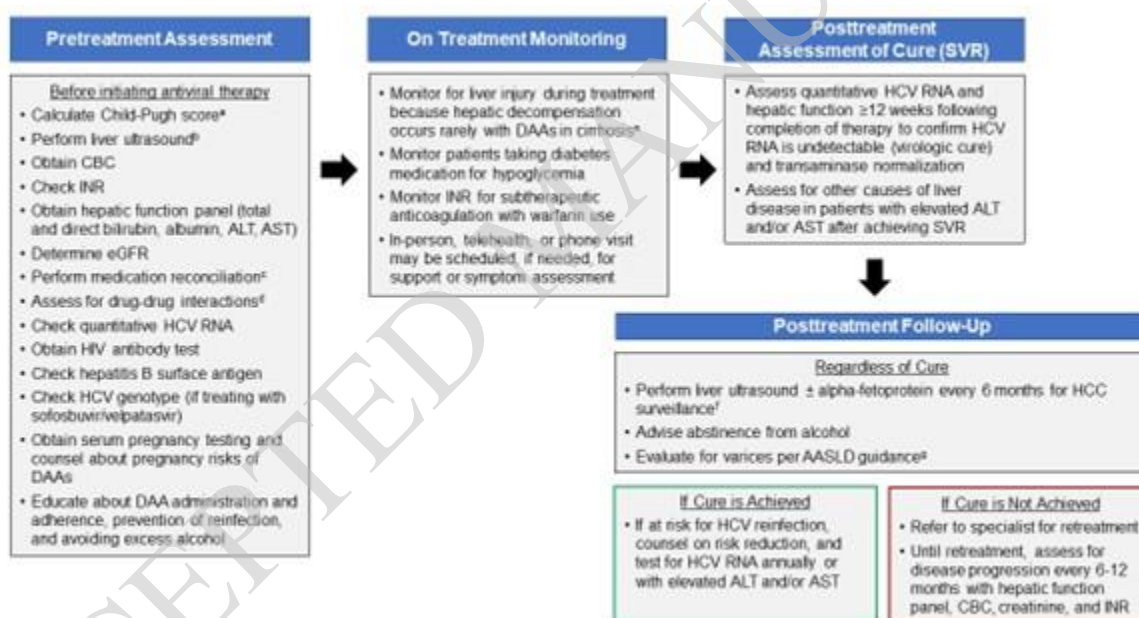 Pretreatment Assessment
Before initiating antiviral therapy
• Calculate Child-Pugh scoreª
• Perform liver ultrasoundᵇ
• Obtain CBC
• Check INR
• Obtain hepatic function panel (total
and direct bilirubin, albumin, ALT, AST)
• Determine eGFR
• Perform medication reconciliationᶜ
• Assess for drug-drug interactionsᵈ
• Check quantitative HCV RNA
• Obtain HIV antibody test
• Check hepatitis B surface antigen
• Check HCV genotype (if treating with
sofosbuvir/velpatasvir)
• Obtain serum pregnancy testing and
counsel about pregnancy risks of
DAAs
• Educate about DAA administration and
adherence, prevention of reinfection,
and avoiding excess alcohol
On Treatment Monitoring
• Monitor for liver injury during treatment
because hepatic decompensation
occurs rarely with DAAs in cirrhosisᵉ
• Monitor patients taking diabetes
medication for hypoglycemia
• Monitor INR for subtherapeutic
anticoagulation with warfarin use
• In-person, telehealth, or phone visit
may be scheduled, if needed, for
support or symptom assessment
Posttreatment
Assessment of Cure (SVR)
• Assess quantitative HCV RNA and
hepatic function ≥12 weeks following
completion of therapy to confirm HCV
RNA is undetectable (virologic cure)
and transaminase normalization
• Assess for other causes of liver
disease in patients with elevated ALT
and/or AST after achieving SVR
Posttreatment Follow-Up
Regardless of Cure
• Perform liver ultrasound ± alpha-fetoprotein every 6 months for HCC
surveillanceᶠ
• Advise abstinence from alcohol
• Evaluate for varices per AASLD guidanceᵍ
If Cure is Achieved
• If at risk for HCV reinfection,
counsel on risk reduction, and
test for HCV RNA annually or
with elevated ALT and/or AST
If Cure is Not Achieved
• Refer to specialist for retreatment
• Until retreatment, assess for
disease progression every 6-12
months with hepatic function
panel, CBC, creatinine, and INR